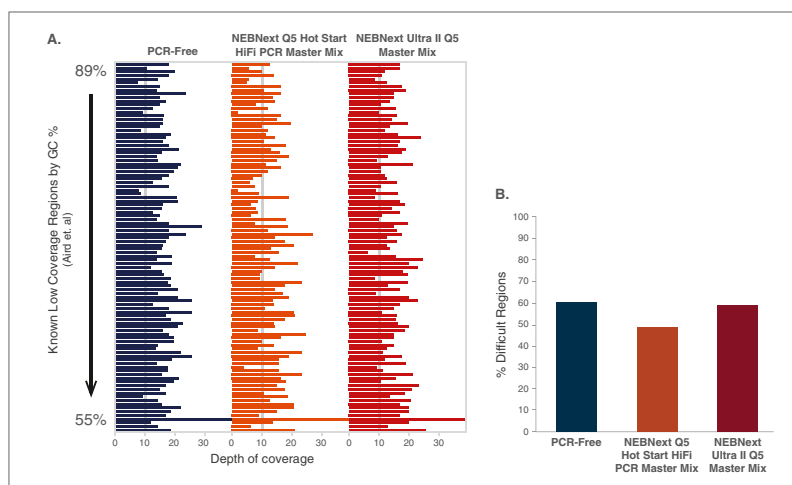 A.
PCR-Free
NEBNext Q5 Hot Start
HiFi PCR Master Mix
NEBNext Ultra II Q5
Master Mix
89%
Known Low Coverage Regions by GC %
(Aird et. al)
55%
0 10 20 30 0 10 20 30 0 10 20 30
Depth of coverage
B.
% Difficult Regions
100
90
80
70
60
50
40
30
20
10
0
PCR-Free
NEBNext Q5
Hot Start HiFi
PCR Master Mix
NEBNext
Ultra II Q5
Master Mix